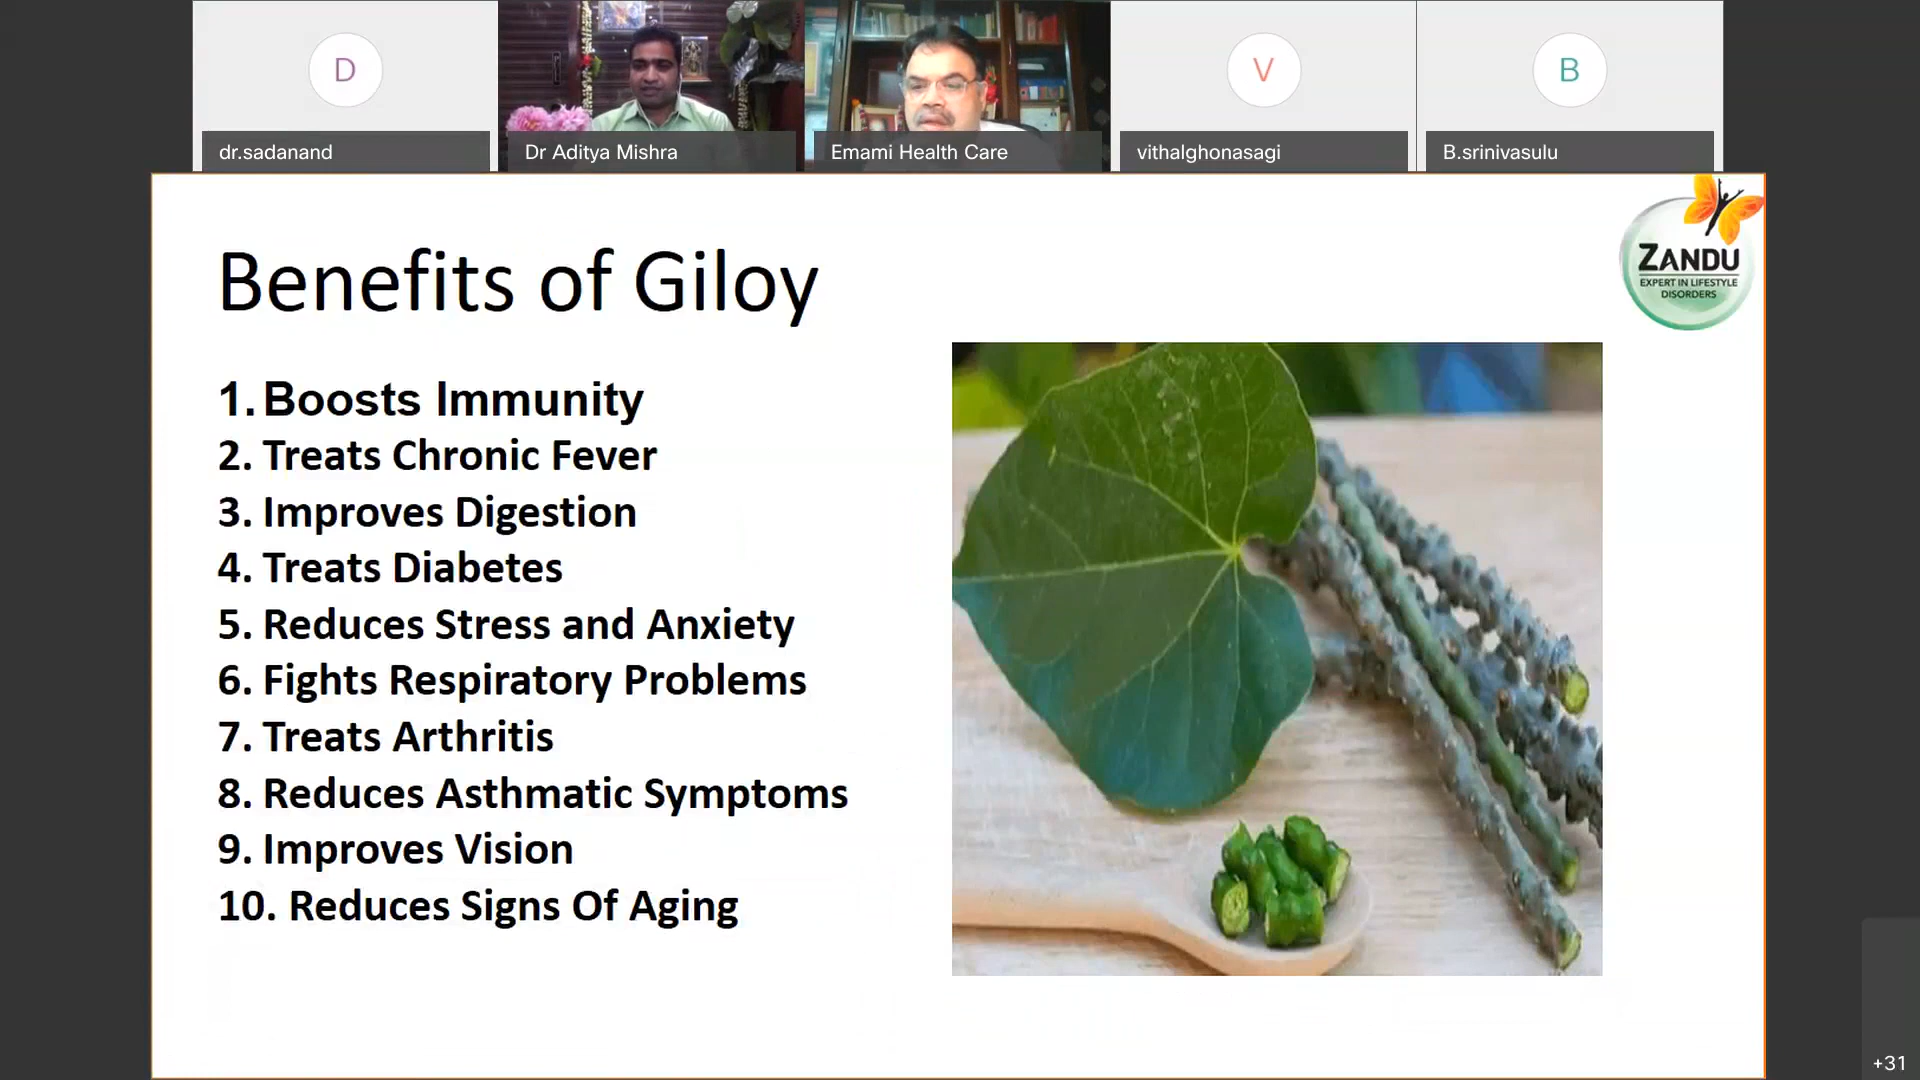 D
V
B
dr.sadanand
Dr Aditya Mishra
Emami Health Care
vithalghonasagi
B.srinivasulu
ZANDU
EXPERT IN LIFESTYLE
DISORDERS
Benefits of Giloy
1. Boosts Immunity
2. Treats Chronic Fever
3. Improves Digestion
4. Treats Diabetes
5. Reduces Stress and Anxiety
6. Fights Respiratory Problems
7. Treats Arthritis
8. Reduces Asthmatic Symptoms
9. Improves Vision
10. Reduces Signs Of Aging
+31